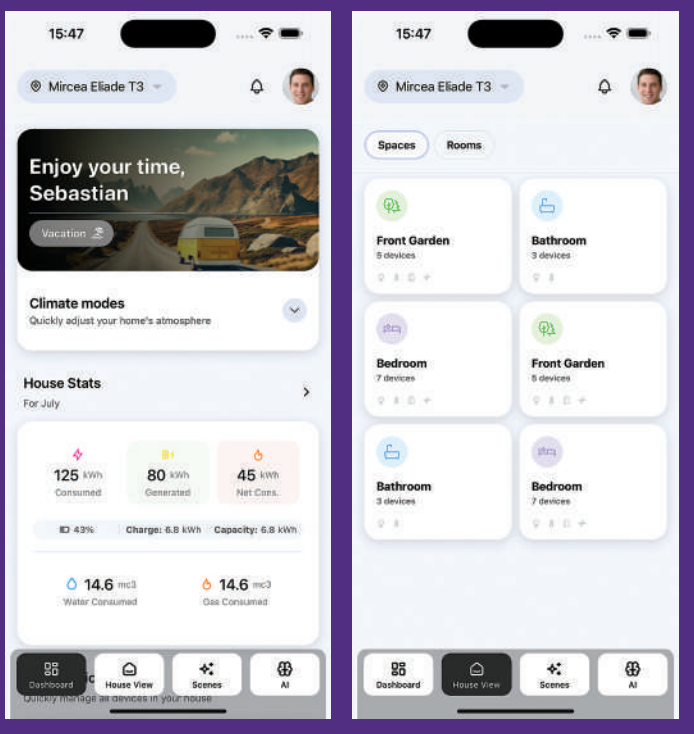 15:47
Mircea Eliade T3
Enjoy your time,
Sebastian
Vacation
Climate modes
Quickly adjust your home's atmosphere
House Stats
For July
125 kWh
Consumed
80 kWh
Generated
45 kWh
Net Cons.
43%
Charge: 6.8 kWh
Capacity: 6.8 kWh
14.6 mc3
Water Consumed
14.6 mc3
Gas Consumed
Dashboard
House View
Scenes
AI
Quickly manage all devices in your house
15:47
Mircea Eliade T3
Spaces
Rooms
Front Garden
5 devices
Bathroom
3 devices
Bedroom
7 devices
Front Garden
5 devices
Bathroom
3 devices
Bedroom
7 devices
Dashboard
House View
Scenes
AI